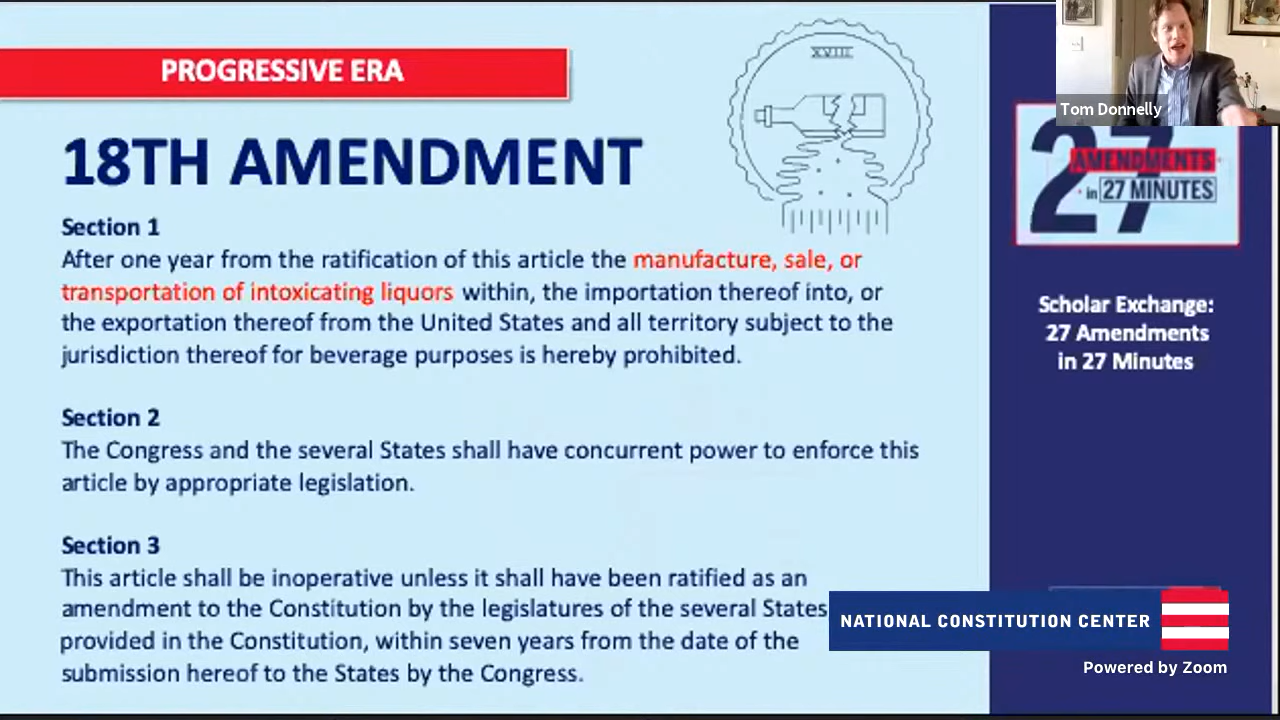 PROGRESSIVE ERA
XVIII
18TH AMENDMENT
Section 1
After one year from the ratification of this article the manufacture, sale, or
transportation of intoxicating liquors within, the importation thereof into, or
the exportation thereof from the United States and all territory subject to the
jurisdiction thereof for beverage purposes is hereby prohibited.
Section 2
The Congress and the several States shall have concurrent power to enforce this
article by appropriate legislation.
Section 3
This article shall be inoperative unless it shall have been ratified as an
amendment to the Constitution by the legislatures of the several States
provided in the Constitution, within seven years from the date of the
submission hereof to the States by the Congress.
Tom Donnelly
27
AMENDMENTS
in 27 MINUTES
Scholar Exchange:
27 Amendments
in 27 Minutes
NATIONAL CONSTITUTION CENTER
Powered by Zoom